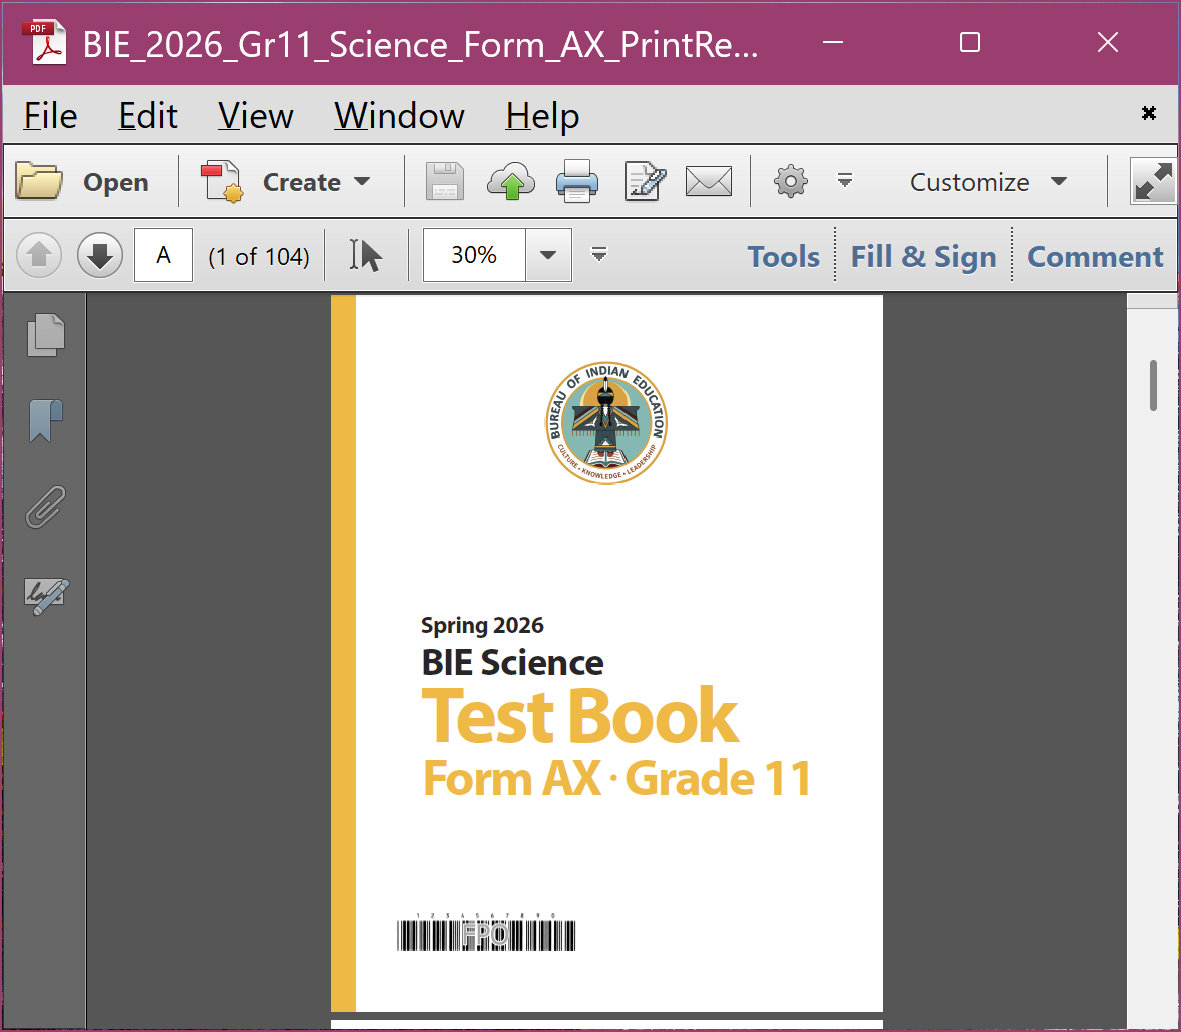 PDF
BIE_2026_Gr11_Science_Form_AX_PrintRe...
File Edit View Window Help
Open Create Customize
A (1 of 104) 30% Tools Fill & Sign Comment
BUREAU OF INDIAN EDUCATION
CULTURE • KNOWLEDGE • LEADERSHIP
Spring 2026
BIE Science
Test Book
Form AX · Grade 11
1 2 3 4 5 6 7 8 9 0
FPO